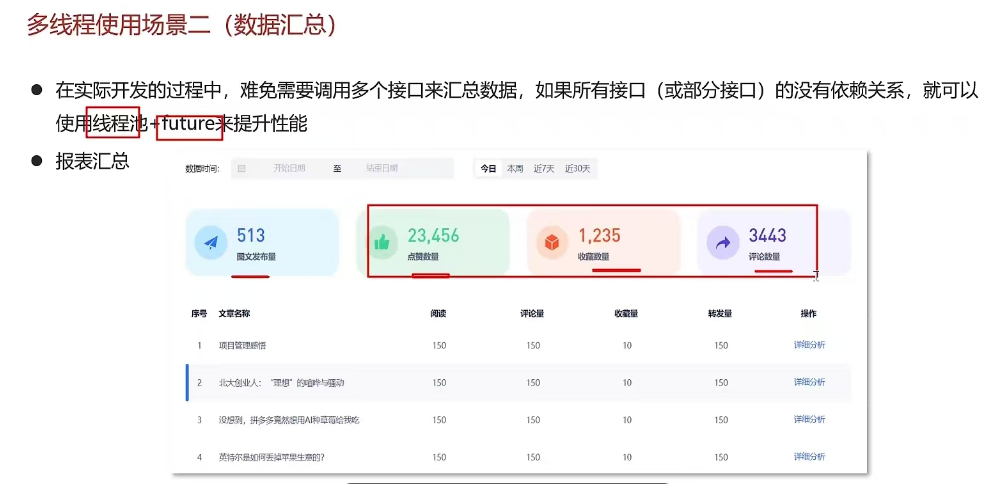 多线程使用场景二（数据汇总）
在实际开发的过程中，难免需要调用多个接口来汇总数据，如果所有接口（或部分接口）的没有依赖关系，就可以
使用线程池+future来提升性能
报表汇总
数据时间: 开始日期 至 结束日期 今日 本周 近7天 近30天
513 23,456 1,235 3443
图文发布量 点赞数量 收藏数量 评论数量
序号 文章名称 阅读 评论量 收藏量 转发量 操作
1 项目管理感悟 150 150 10 150 详细分析
2 北大创业人：“理想”的喧哗与骚动 150 150 10 150 详细分析
3 没想到，拼多多竟然想用AI种草莓给我吃 150 150 10 150 详细分析
4 英特尔是如何丢掉苹果生意的? 150 150 10 150 详细分析